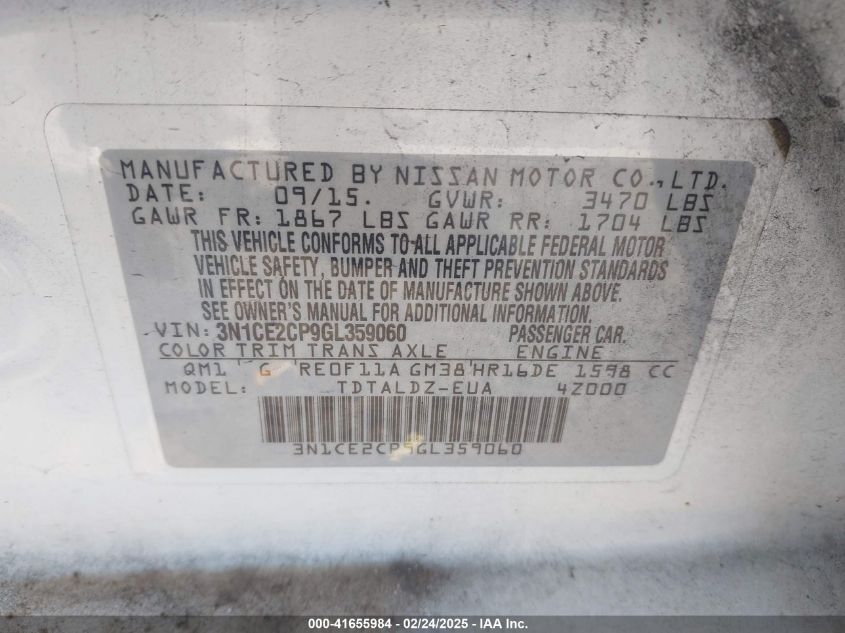 MANUFACTURED BY NISSAN MOTOR CO., LTD.
DATE: 09/15. GVWR: 3470 LBS
GAWR FR: 1867 LBS GAWR RR: 1704 LBS
THIS VEHICLE CONFORMS TO ALL APPLICABLE FEDERAL MOTOR
VEHICLE SAFETY, BUMPER AND THEFT PREVENTION STANDARDS
IN EFFECT ON THE DATE OF MANUFACTURE SHOWN ABOVE.
SEE OWNER'S MANUAL FOR ADDITIONAL INFORMATION.
VIN: 3N1CE2CP9GL359060 PASSENGER CAR.
COLOR TRIM TRANS AXLE ENGINE
QM1 G RE0F11A GM38 HR16DE 1598 CC
MODEL: TDTALDZ-EUA 4Z000
3N1CE2CP9GL359060
000-41655984 - 02/24/2025 - IAA Inc.